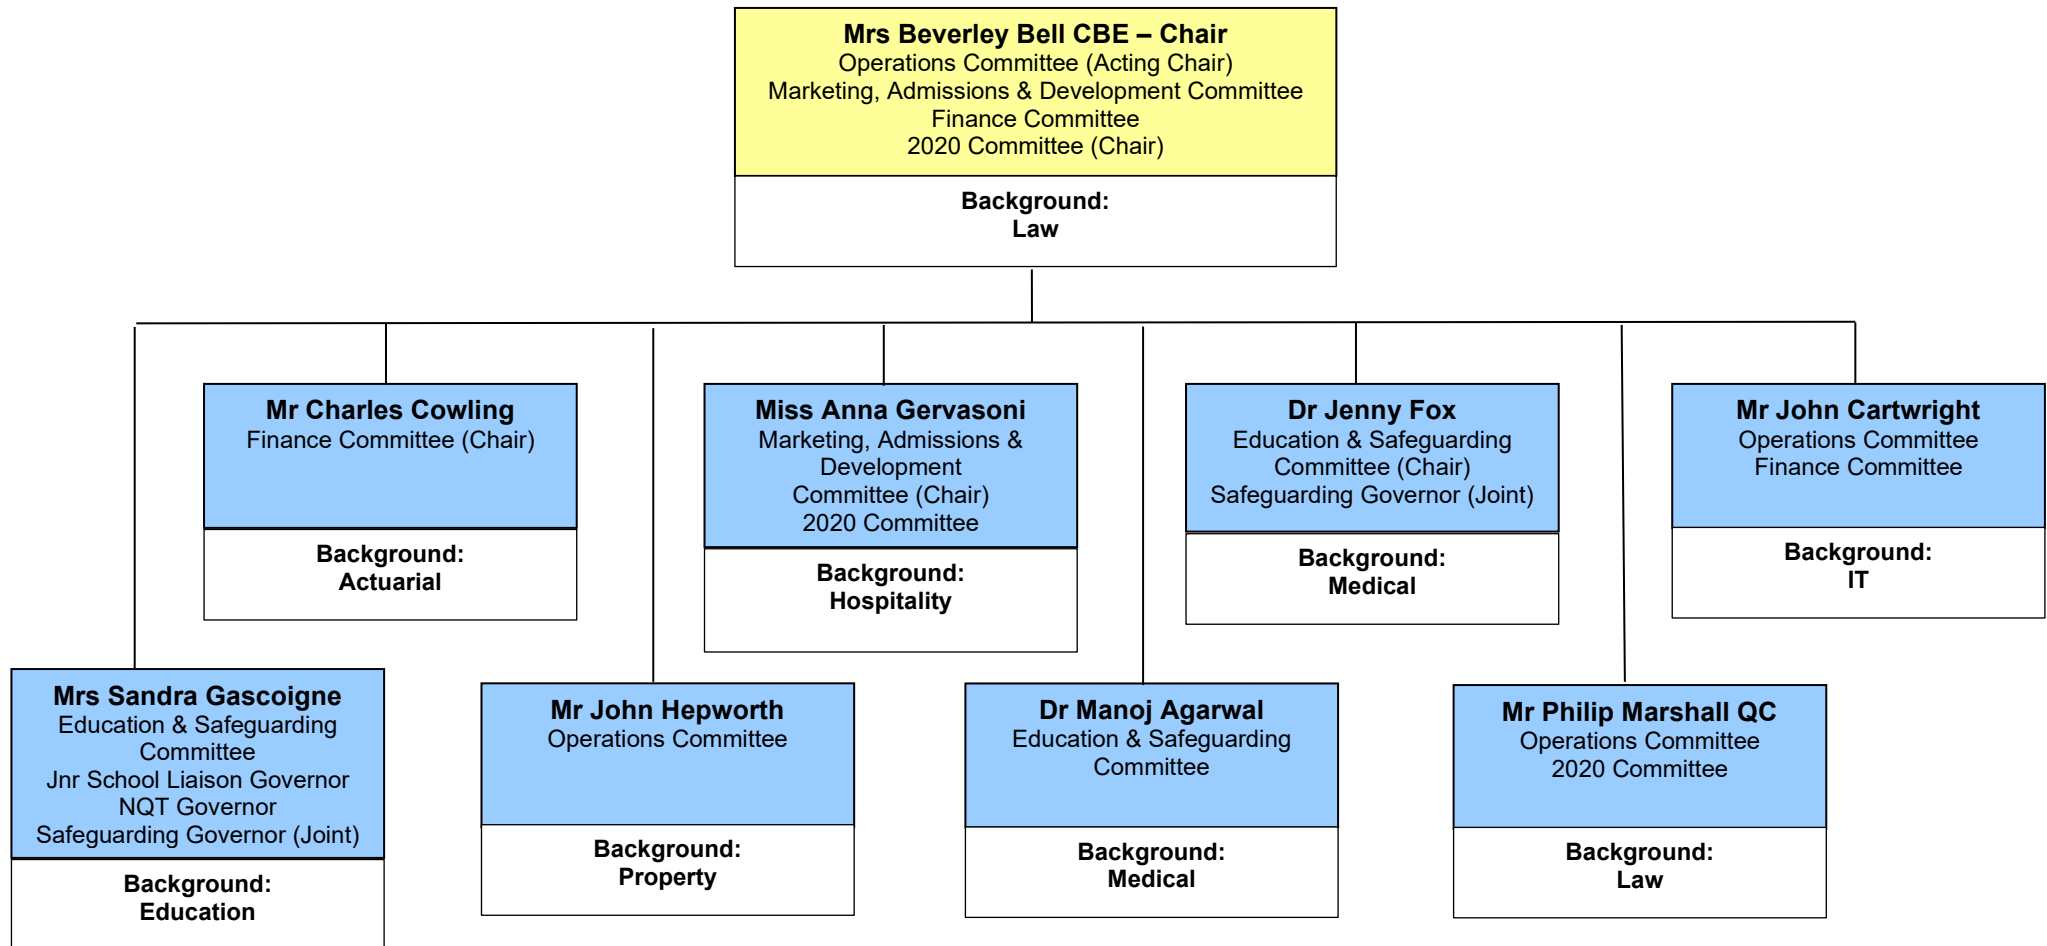 Mrs Beverley Bell CBE – Chair
Operations Committee (Acting Chair)
Marketing, Admissions & Development Committee
Finance Committee
2020 Committee (Chair)
Background:
Law
Mr Charles Cowling
Finance Committee (Chair)
Background:
Actuarial
Miss Anna Gervasoni
Marketing, Admissions &
Development
Committee (Chair)
2020 Committee
Background:
Hospitality
Dr Jenny Fox
Education & Safeguarding
Committee (Chair)
Safeguarding Governor (Joint)
Background:
Medical
Mr John Cartwright
Operations Committee
Finance Committee
Background:
IT
Mrs Sandra Gascoigne
Education & Safeguarding
Committee
Jnr School Liaison Governor
NQT Governor
Safeguarding Governor (Joint)
Background:
Education
Mr John Hepworth
Operations Committee
Background:
Property
Dr Manoj Agarwal
Education & Safeguarding
Committee
Background:
Medical
Mr Philip Marshall QC
Operations Committee
2020 Committee
Background:
Law